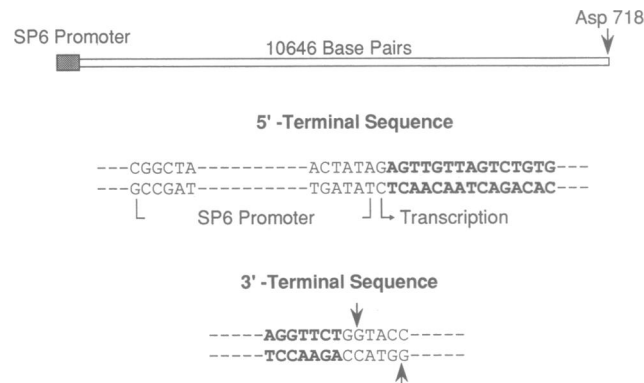 Asp 718
SP6 Promoter
10646 Base Pairs
5' -Terminal Sequence
---CGGCTA----------ACTATAGAGTTGTTAGTCTGTG---
---GCCGAT----------TGATATCTCAACAATCAGACAC---
SP6 Promoter Transcription
3' -Terminal Sequence
-----AGGTTCTGGTACC-----
-----TCCAAGACCATGG-----